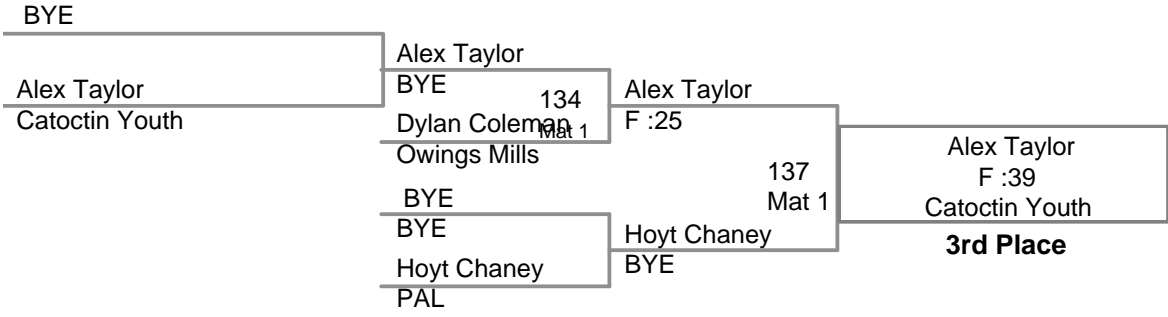 BYE
Alex Taylor
Catoctin Youth
Alex Taylor
BYE
134
Mat 1
Dylan Coleman
Owings Mills
BYE
BYE
Hoyt Chaney
PAL
Alex Taylor
F :25
137
Mat 1
Hoyt Chaney
BYE
Alex Taylor
F :39
Catoctin Youth
3rd Place